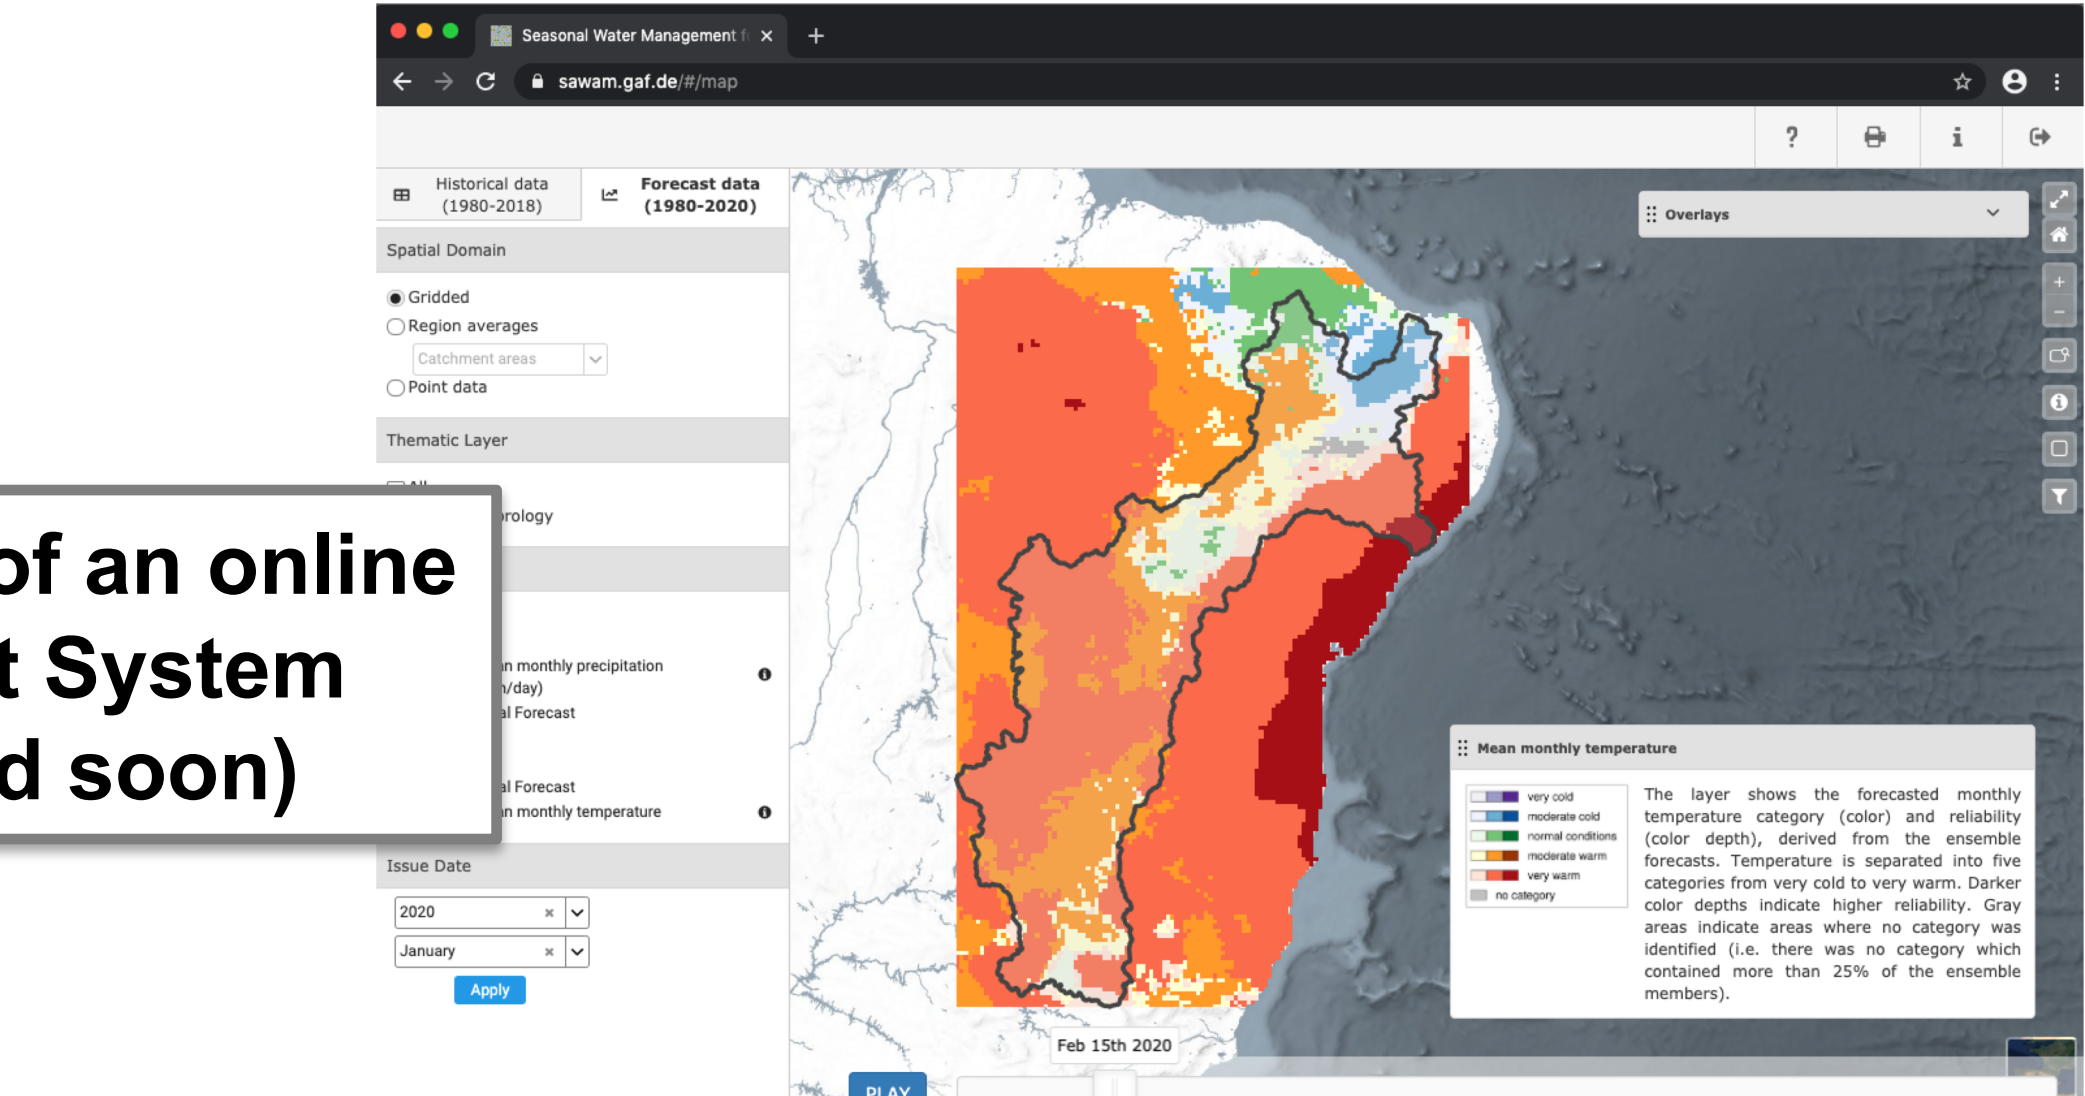 Seasonal Water Management
sawam.gaf.de/#/map
Historical data
(1980-2018)
Forecast data
(1980-2020)
Overlays
Spatial Domain
Gridded
Region averages
Catchment areas
Point data
Thematic Layer
of an online
System
soon)
monthly precipitation
/day)
Forecast
Forecast
monthly temperature
Issue Date
2020
January
Apply
Mean monthly temperature
very cold
moderate cold
normal conditions
moderate warm
very warm
no category
The layer shows the forecasted monthly
temperature category (color) and reliability
(color depth), derived from the ensemble
forecasts. Temperature is separated into five
categories from very cold to very warm. Darker
color depths indicate higher reliability. Gray
areas indicate areas where no category was
identified (i.e. there was no category which
contained more than 25% of the ensemble
members).
Feb 15th 2020
PLAY